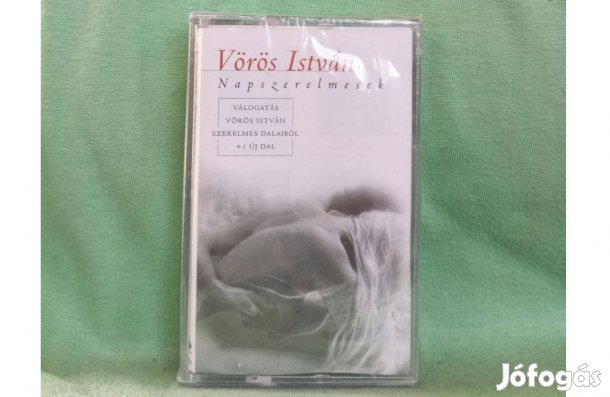 Vörös István
Napszerelmesek
VÁLOGATÁS
VÖRÖS ISTVÁN
SZERELMES DALAIBÓL
+1 ÚJ DAL
Jófogás